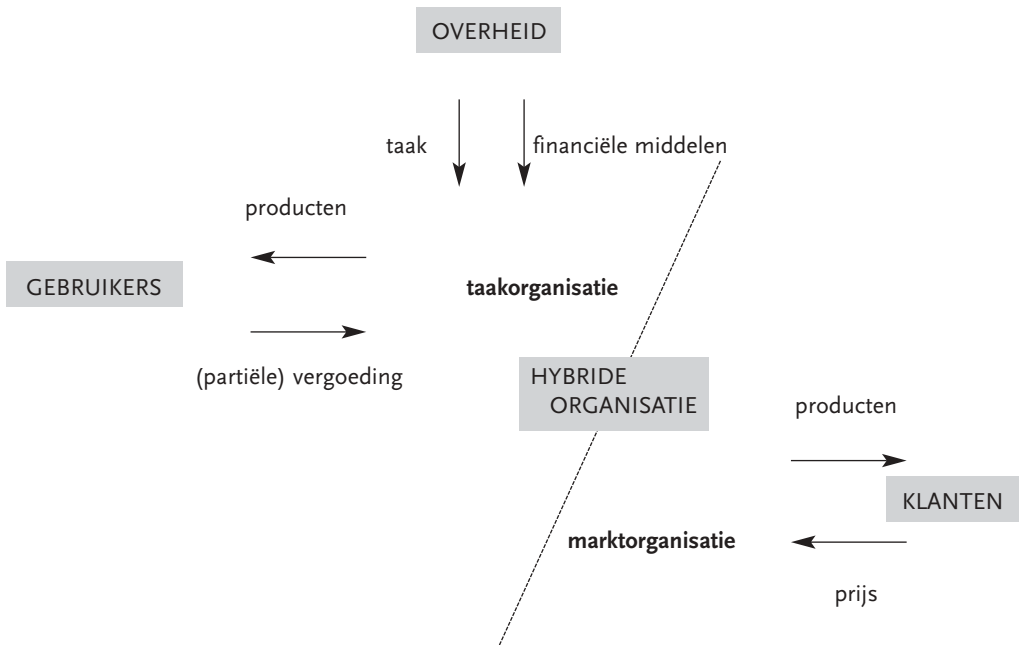 OVERHEID
taak
financiële middelen
producten
GEBRUIKERS
taakorganisatie
(partiële) vergoeding
HYBRIDE
ORGANISATIE
producten
KLANTEN
marktorganisatie
prijs